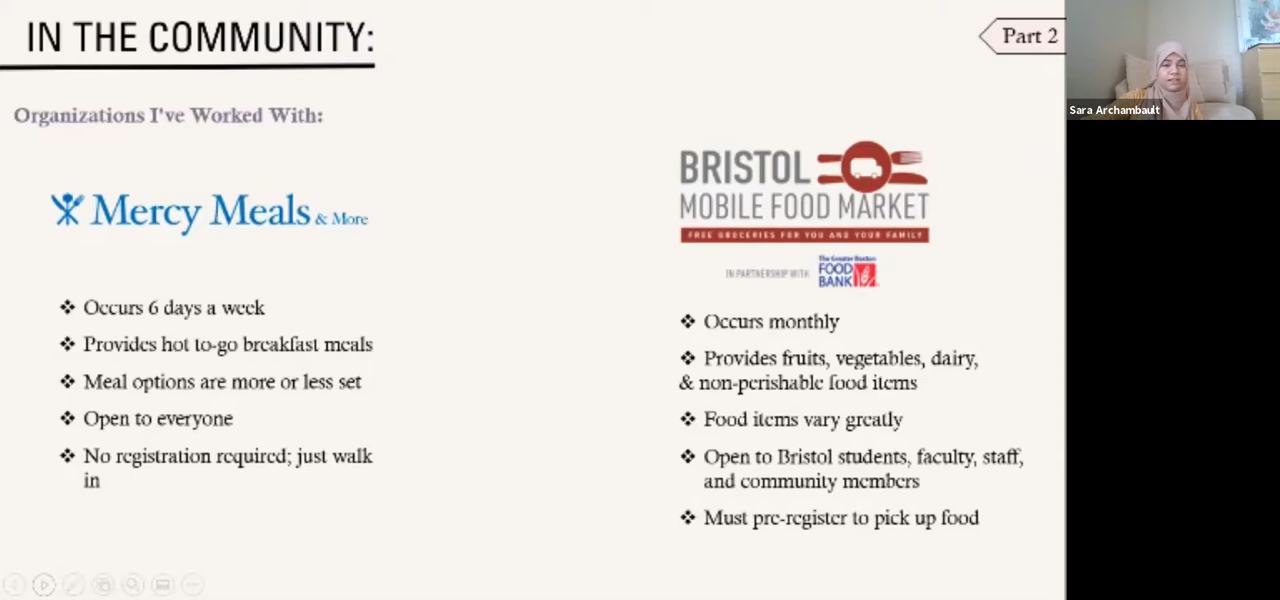 IN THE COMMUNITY:
Part 2
Sara Archambault
Organizations I've Worked With:
Mercy Meals & More
❖ Occurs 6 days a week
❖ Provides hot to-go breakfast meals
❖ Meal options are more or less set
❖ Open to everyone
❖ No registration required; just walk
in
BRISTOL
MOBILE FOOD MARKET
FREE GROCERIES FOR YOU AND YOUR FAMILY
IN PARTNERSHIP WITH
The Greater Boston
FOOD
BANK
❖ Occurs monthly
❖ Provides fruits, vegetables, dairy,
& non-perishable food items
❖ Food items vary greatly
❖ Open to Bristol students, faculty, staff,
and community members
❖ Must pre-register to pick up food